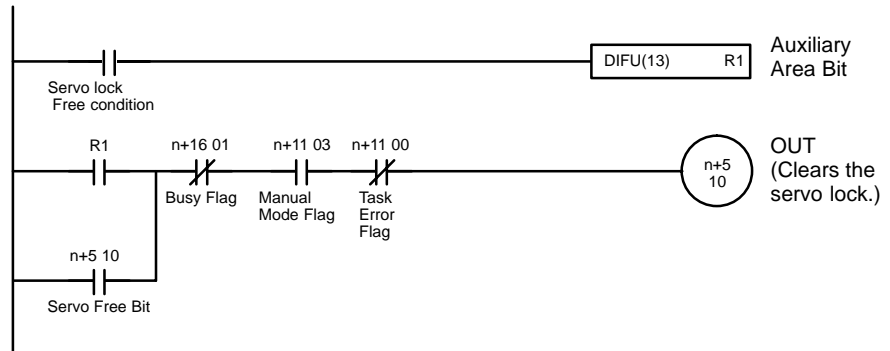 DIFU(13) R1
Auxiliary
Area Bit
Servo lock
Free condition
R1
n+16 01
n+11 03
n+11 00
Busy Flag
Manual
Mode Flag
Task
Error
Flag
n+5
10
OUT
(Clears the
servo lock.)
n+5 10
Servo Free Bit